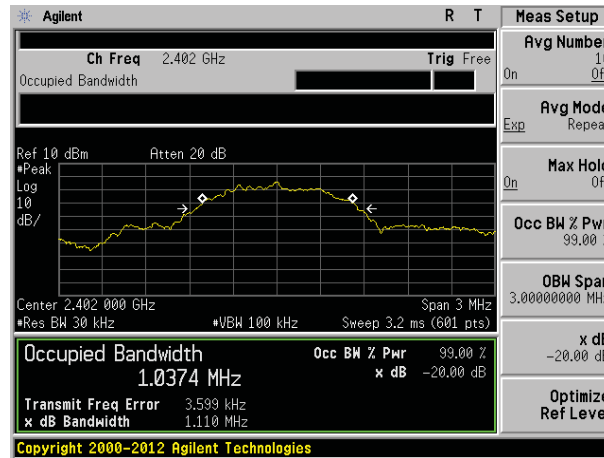 Agilent R T
Ch Freq 2.402 GHz Trig Free
Occupied Bandwidth
Ref 10 dBm Atten 20 dB
#Peak
Log
10
dB/
Center 2.402 000 GHz Span 3 MHz
#Res BW 30 kHz #VBW 100 kHz Sweep 3.2 ms (601 pts)
Occupied Bandwidth
1.0374 MHz
Occ BW % Pwr 99.00 %
x dB -20.00 dB
Transmit Freq Error 3.599 kHz
x dB Bandwidth 1.110 MHz
Copyright 2000-2012 Agilent Technologies
Meas Setup
Avg Number
On
Avg Mode
Exp
Max Hold
On
Occ BW % Pwr
99.00
OBW Span
3.00000000
x dB
-20.00
Optimize
Ref Level